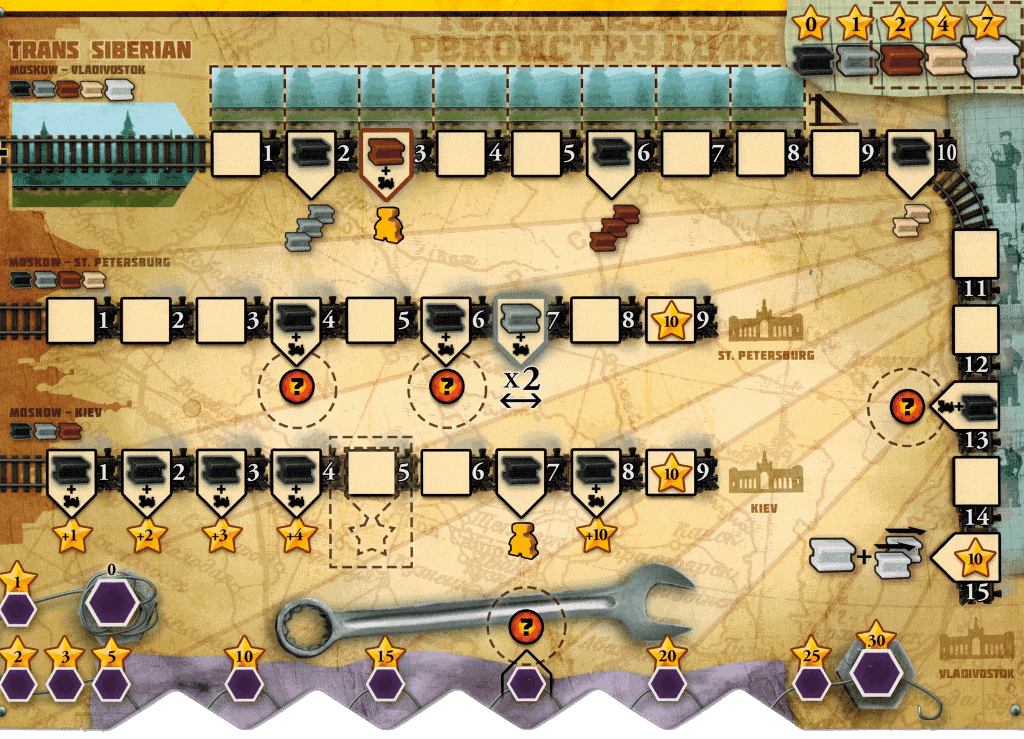 0 1 2 4 7
РЕКОНСТРУКЦИЯ
TRANS SIBERIAN
MOSKOW – VLADIVOSTOK
1 2 3 4 5 6 7 8 9 10
+
11
12
? + 13
14
+ 10
15
VLADIVOSTOK
MOSKOW – ST. PETERSBURG
1 2 3 4 5 6 7 8 10 9
+ + +
? ? x2
ST. PETERSBURG
MOSKOW – KIEV
1 2 3 4 5 6 7 8 10 9
+ + + + + +
+1 +2 +3 +4 +10
KIEV
1 0
?
2 3 5 10 15 20 25 30